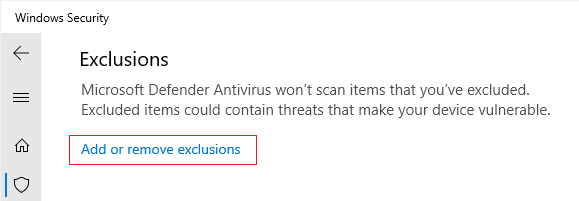 Windows Security
Exclusions
Microsoft Defender Antivirus won't scan items that you've excluded.
Excluded items could contain threats that make your device vulnerable.
Add or remove exclusions